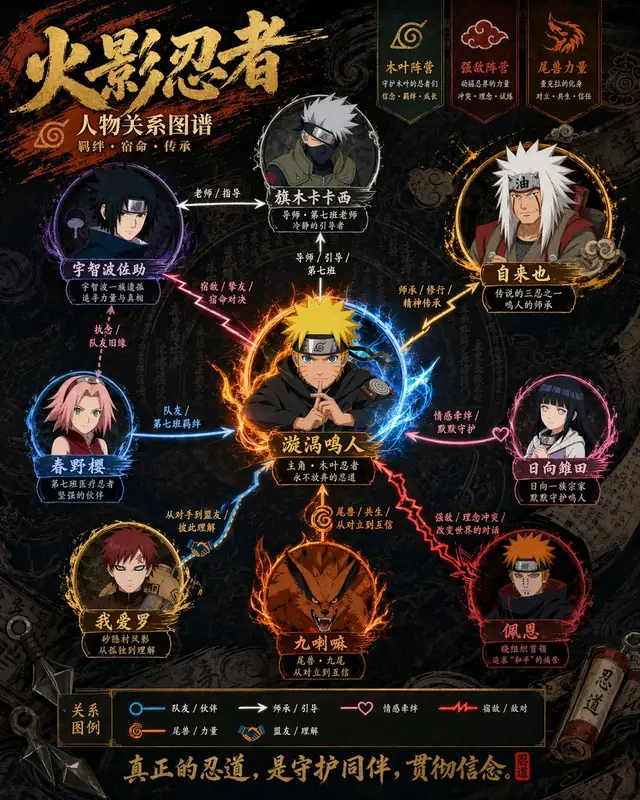 火影忍者
人物关系图谱
羁绊·宿命·传承
木叶阵营
守护木叶的忍者们
信念·羁绊·成长
强敌阵营
动摇忍界的力量
冲突·理念·试炼
尾兽力量
查克拉的化身
对立·共生·信任
老师 / 指导
旗木卡卡西
导师·第七班老师
冷静的引导者
油
自来也
传说的三忍之一
鸣人的师承
宇智波佐助
宇智波一族遗孤
追寻力量与真相
导师 / 引导 /
第七班
宿敌 / 挚友 /
宿命对决
师承 / 修行 /
精神传承
执念 /
队友旧缘
春野樱
第七班医疗忍者
坚强的伙伴
队友 /
第七班羁绊
漩涡鸣人
主角·木叶忍者
永不放弃的忍道
情感牵绊 /
默默守护
日向雏田
日向一族宗家
默默守护鸣人
从对手到盟友 /
彼此理解
尾兽 / 共生 /
从对立到互信
强敌 / 理念冲突 /
改变世界的对话
我爱罗
砂隐村风影
从孤独到理解
九喇嘛
尾兽·九尾
从对立到互信
佩恩
晓组织首领
追求“和平”的痛苦
关系
图例
队友 / 伙伴
师承 / 引导
情感牵绊
宿敌 / 敌对
尾兽 / 力量
盟友 / 理解
忍道
真正的忍道，是守护同伴，贯彻信念。
忍道